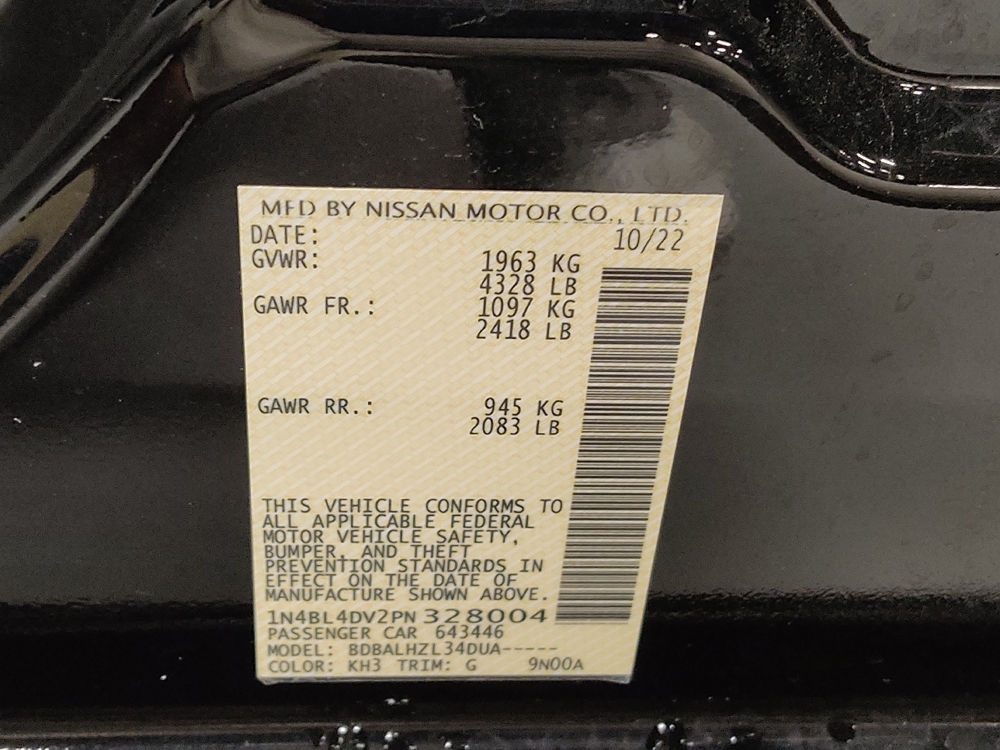 MFD BY NISSAN MOTOR CO., LTD.
DATE: 10/22
GVWR: 1963 KG
4328 LB
GAWR FR.: 1097 KG
2418 LB
GAWR RR.: 945 KG
2083 LB
THIS VEHICLE CONFORMS TO
ALL APPLICABLE FEDERAL
MOTOR VEHICLE SAFETY,
BUMPER, AND THEFT
PREVENTION STANDARDS IN
EFFECT ON THE DATE OF
MANUFACTURE SHOWN ABOVE.
1N4BL4DV2PN328004
PASSENGER CAR 643446
MODEL: BDBALHZL34DUA-----
COLOR: KH3 TRIM: G 9N00A